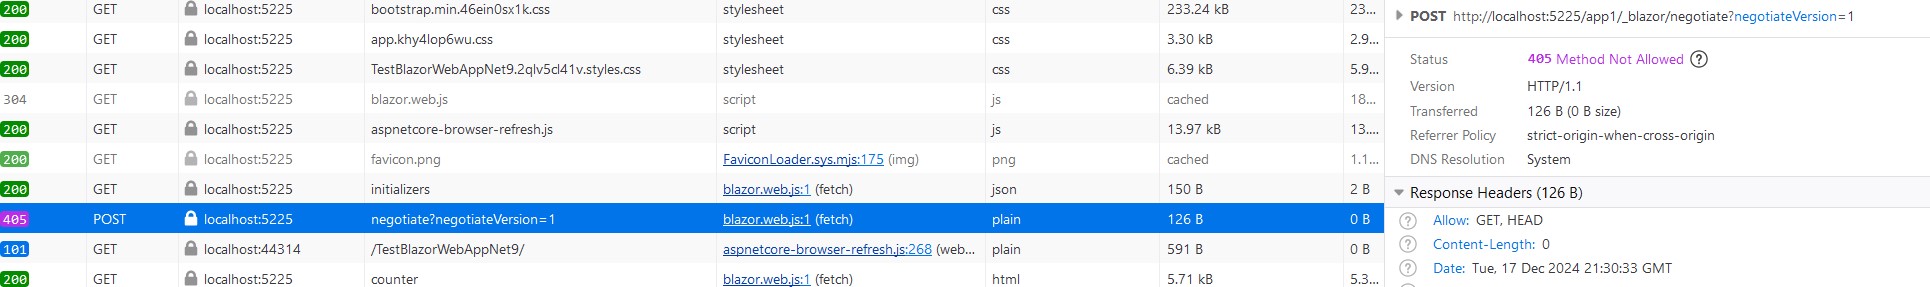 200 GET localhost:5225 bootstrap.min.46ein0sx1k.css stylesheet css 233.24 kB 23...
200 GET localhost:5225 app.khy4lop6wu.css stylesheet css 3.30 kB 2.9...
200 GET localhost:5225 TestBlazorWebAppNet9.2qlv5cl41v.styles.css stylesheet css 6.39 kB 5.9...
304 GET localhost:5225 blazor.web.js script js cached 18...
200 GET localhost:5225 aspnetcore-browser-refresh.js script js 13.97 kB 13....
200 GET localhost:5225 favicon.png FaviconLoader.sys.mjs:175 (img) png cached 1.1...
200 GET localhost:5225 initializers blazor.web.js:1 (fetch) json 150 B 2 B
405 POST localhost:5225 negotiate?negotiateVersion=1 blazor.web.js:1 (fetch) plain 126 B 0 B
101 GET localhost:44314 /TestBlazorWebAppNet9/ aspnetcore-browser-refresh.js:268 (web... plain 591 B 0 B
200 GET localhost:5225 counter blazor.web.js:1 (fetch) html 5.71 kB 5.3...
POST http://localhost:5225/app1/_blazor/negotiate?negotiateVersion=1
Status 405 Method Not Allowed ?
Version HTTP/1.1
Transferred 126 B (0 B size)
Referrer Policy strict-origin-when-cross-origin
DNS Resolution System
Response Headers (126 B)
? Allow: GET, HEAD
? Content-Length: 0
? Date: Tue, 17 Dec 2024 21:30:33 GMT